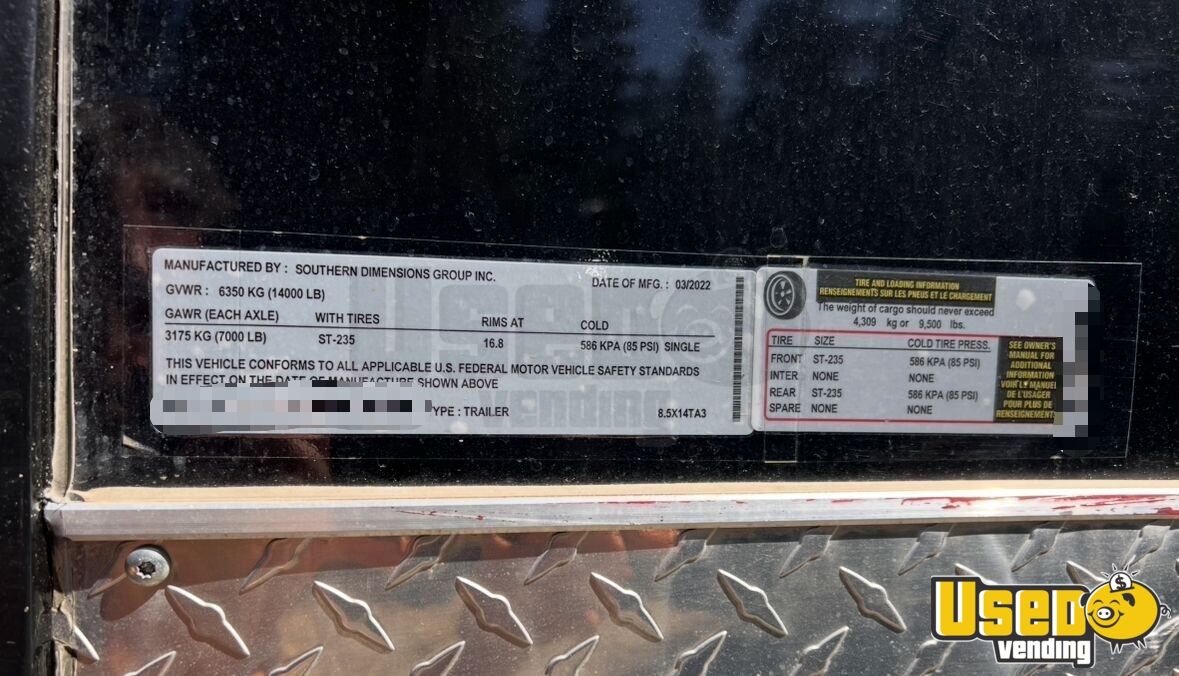 MANUFACTURED BY : SOUTHERN DIMENSIONS GROUP INC.
DATE OF MFG. : 03/2022
GVWR : 6350 KG (14000 LB)
GAWR (EACH AXLE) WITH TIRES RIMS AT COLD
3175 KG (7000 LB) ST-235 16.8 586 KPA (85 PSI) SINGLE
THIS VEHICLE CONFORMS TO ALL APPLICABLE U.S. FEDERAL MOTOR VEHICLE SAFETY STANDARDS
IN EFFECT ON THE DATE OF MANUFACTURE SHOWN ABOVE
YPE : TRAILER 8.5X14TA3
TIRE AND LOADING INFORMATION
RENSEIGNEMENTS SUR LES PNEUS ET LE CHARGEMENT
The weight of cargo should never exceed
4,309 kg or 9,500 lbs.
TIRE SIZE COLD TIRE PRESS.
FRONT ST-235 586 KPA (85 PSI)
INTER NONE NONE
REAR ST-235 586 KPA (85 PSI)
SPARE NONE NONE
SEE OWNER'S
MANUAL FOR
ADDITIONAL
INFORMATION
VOIR LE MANUEL
DE L'USAGER
POUR PLUS DE
RENSEIGNEMENTS
USED
vending